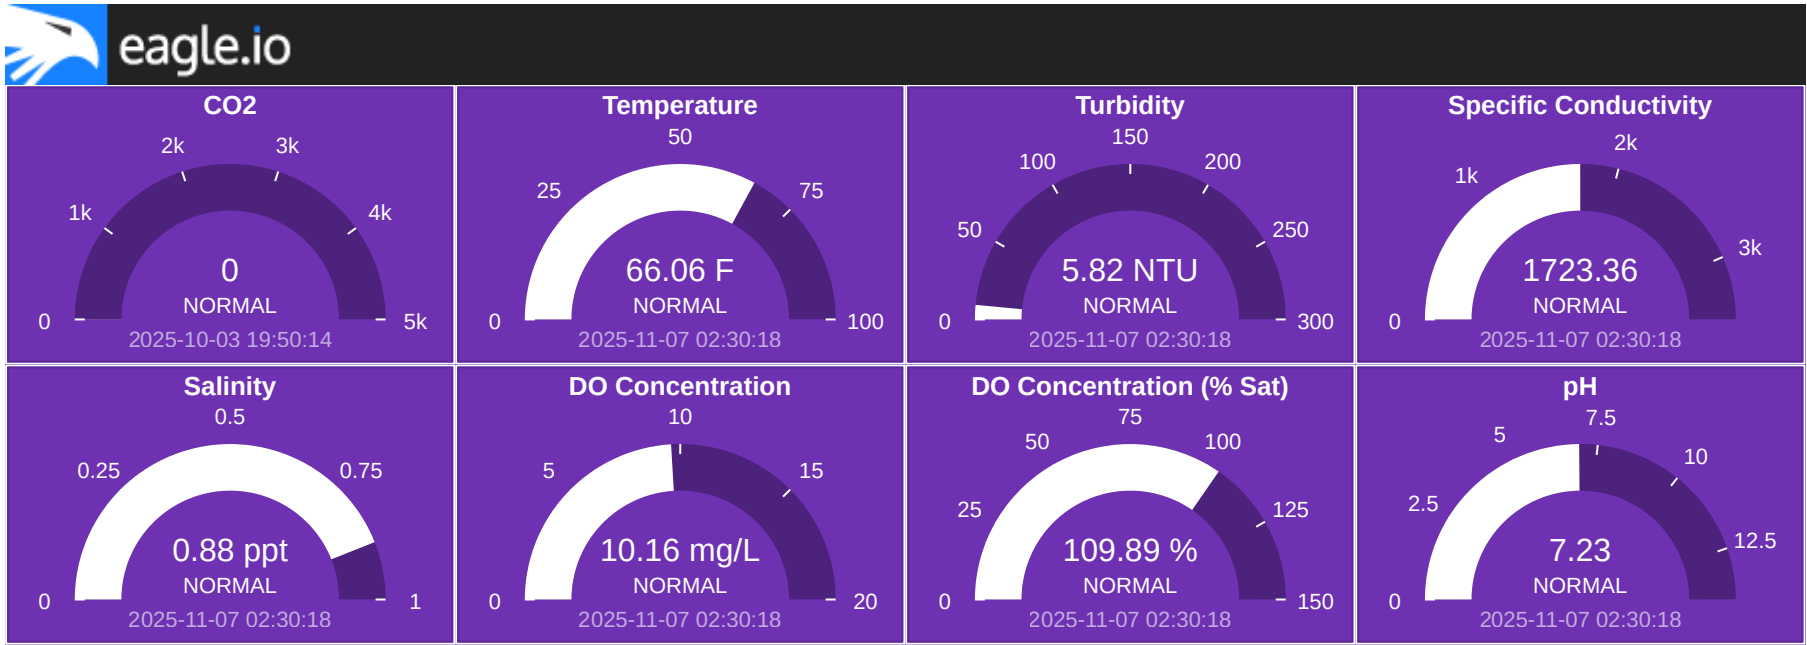 eagle.io
CO2
0
1k
2k
3k
4k
5k
0
NORMAL
2025-10-03 19:50:14
Temperature
0
25
50
75
100
66.06 F
NORMAL
2025-11-07 02:30:18
Turbidity
0
50
100
150
200
250
300
5.82 NTU
NORMAL
2025-11-07 02:30:18
Specific Conductivity
0
1k
2k
3k
1723.36
NORMAL
2025-11-07 02:30:18
Salinity
0
0.25
0.5
0.75
1
0.88 ppt
NORMAL
2025-11-07 02:30:18
DO Concentration
0
5
10
15
20
10.16 mg/L
NORMAL
2025-11-07 02:30:18
DO Concentration (% Sat)
0
25
50
75
100
125
150
109.89 %
NORMAL
2025-11-07 02:30:18
pH
0
2.5
5
7.5
10
12.5
7.23
NORMAL
2025-11-07 02:30:18